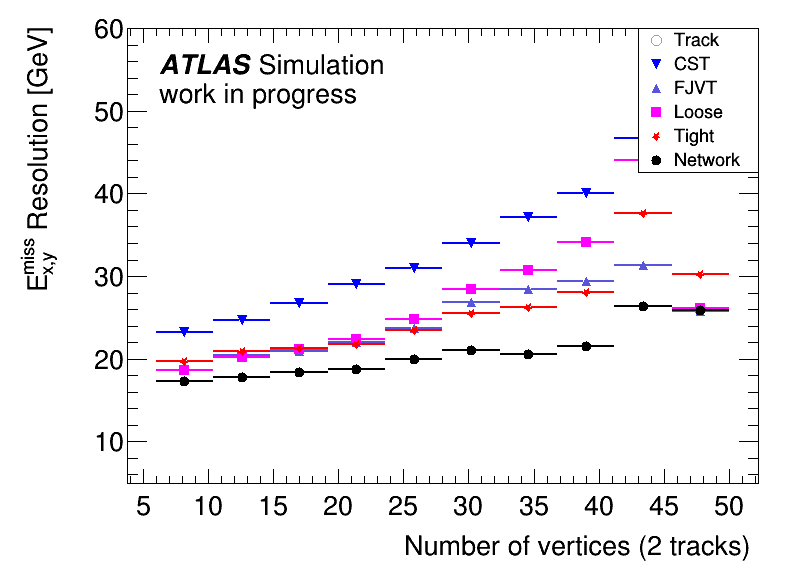 60
50
40
30
20
10
E_{x,y}^{miss} Resolution [GeV]
ATLAS Simulation
work in progress
Track
CST
FJVT
Loose
Tight
Network
5 10 15 20 25 30 35 40 45 50
Number of vertices (2 tracks)